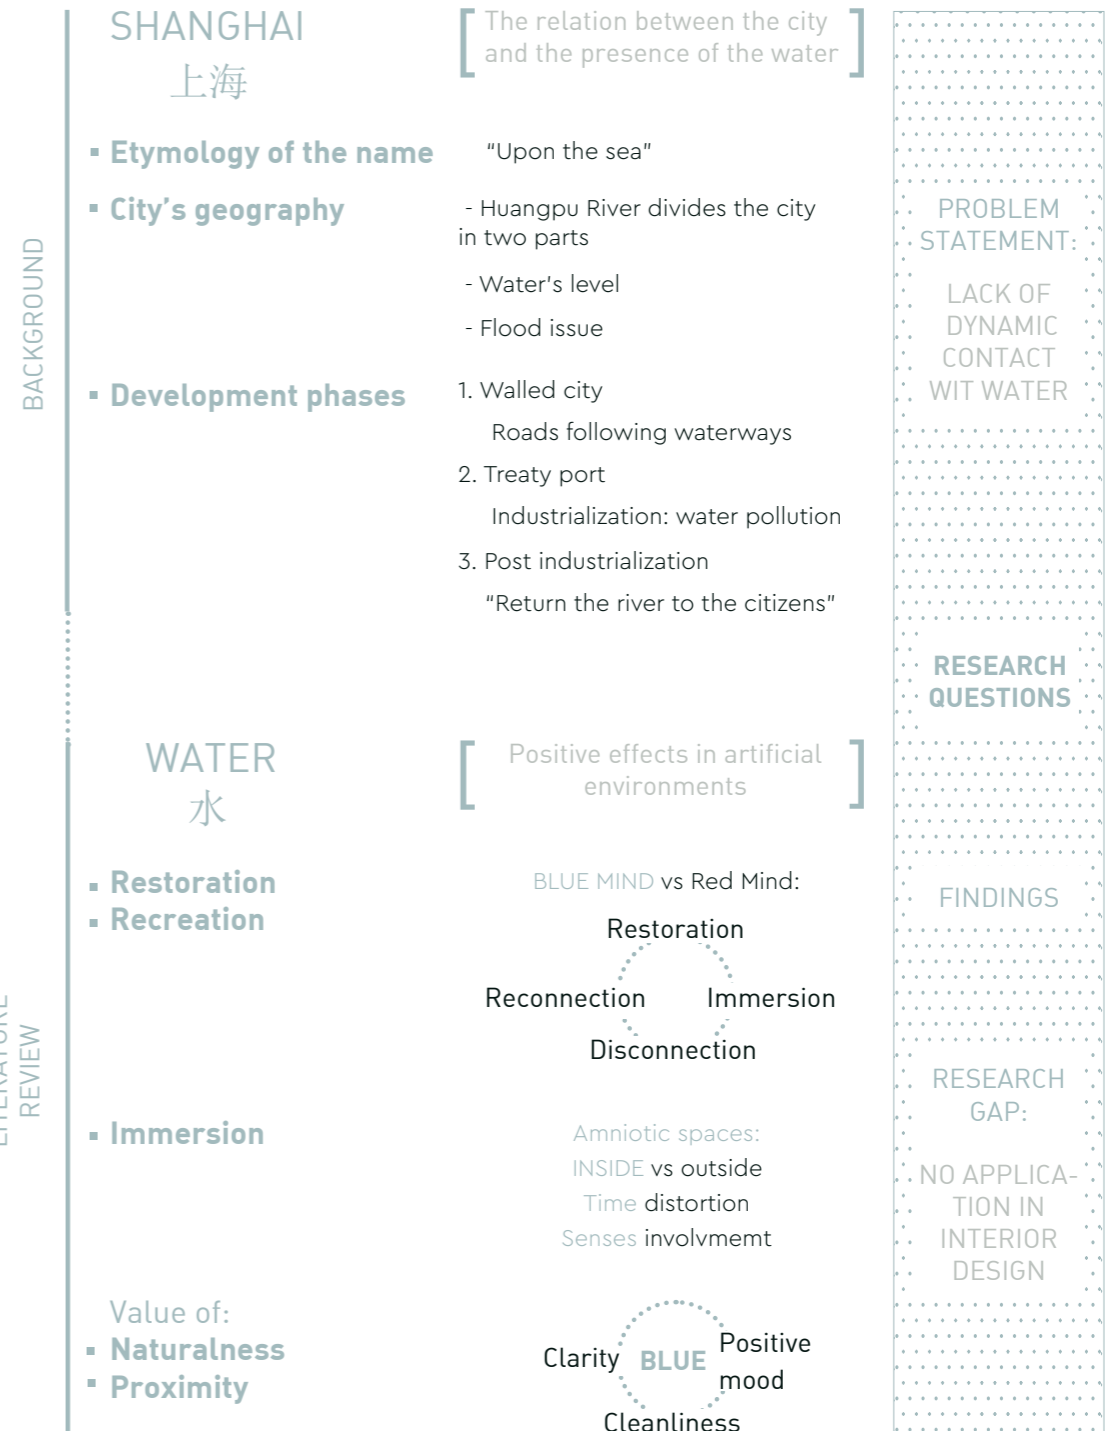 BACKGROUND
SHANGHAI
上海
The relation between the city
and the presence of the water
Etymology of the name
“Upon the sea”
City’s geography
- Huangpu River divides the city
in two parts
- Water’s level
- Flood issue
Development phases
1. Walled city
Roads following waterways
2. Treaty port
Industrialization: water pollution
3. Post industrialization
“Return the river to the citizens”
LITERATURE
REVIEW
WATER
水
Positive effects in artificial
environments
Restoration
Recreation
BLUE MIND vs Red Mind:
Restoration
Reconnection
Immersion
Disconnection
Immersion
Amniotic spaces:
INSIDE vs outside
Time distortion
Senses involvmemt
Value of:
Naturalness
Proximity
Clarity
BLUE
Positive
mood
Cleanliness
PROBLEM
STATEMENT:
LACK OF
DYNAMIC
CONTACT
WIT WATER
RESEARCH
QUESTIONS
FINDINGS
RESEARCH
GAP:
NO APPLICA-
TION IN
INTERIOR
DESIGN